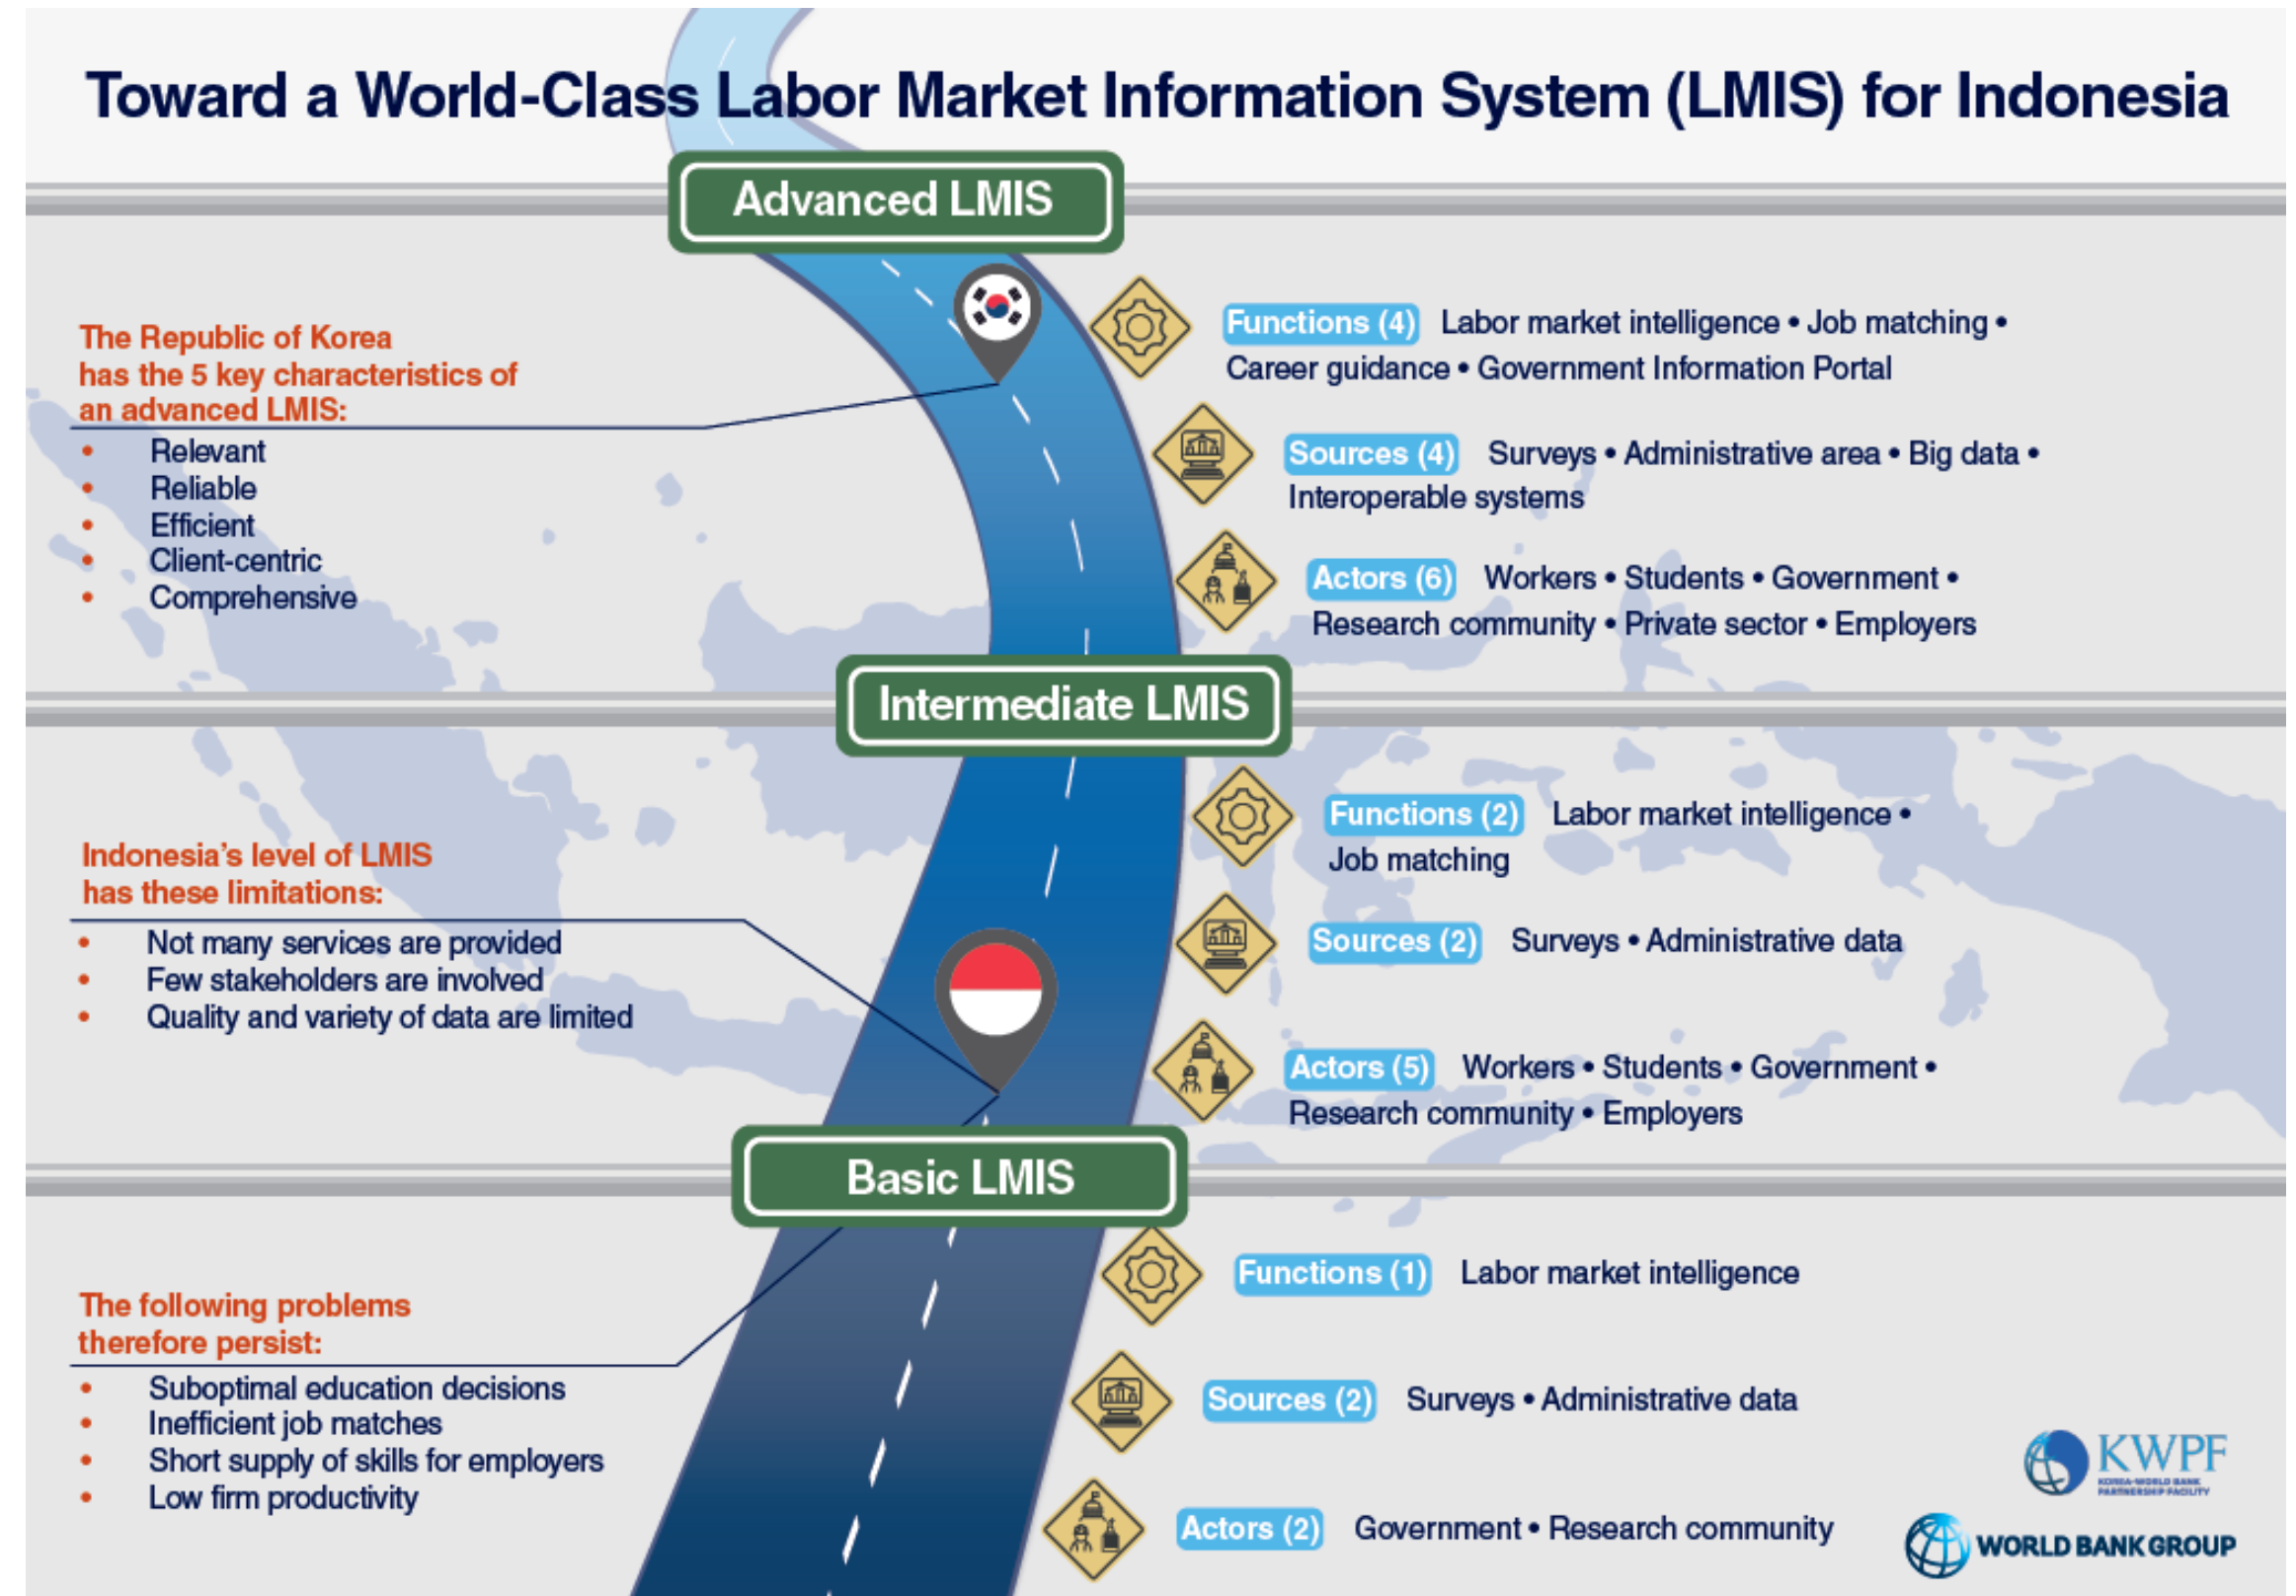 Toward a World-Class Labor Market Information System (LMIS) for Indonesia
Advanced LMIS
The Republic of Korea
has the 5 key characteristics of
an advanced LMIS:
• Relevant
• Reliable
• Efficient
• Client-centric
• Comprehensive
Functions (4) Labor market intelligence • Job matching •
Career guidance • Government Information Portal
Sources (4) Surveys • Administrative area • Big data •
Interoperable systems
Actors (6) Workers • Students • Government •
Research community • Private sector • Employers
Intermediate LMIS
Indonesia's level of LMIS
has these limitations:
• Not many services are provided
• Few stakeholders are involved
• Quality and variety of data are limited
Functions (2) Labor market intelligence •
Job matching
Sources (2) Surveys • Administrative data
Actors (5) Workers • Students • Government •
Research community • Employers
Basic LMIS
The following problems
therefore persist:
• Suboptimal education decisions
• Inefficient job matches
• Short supply of skills for employers
• Low firm productivity
Functions (1) Labor market intelligence
Sources (2) Surveys • Administrative data
Actors (2) Government • Research community
KWPF
KOREA-WORLD BANK
PARTNERSHIP FACILITY
WORLD BANK GROUP